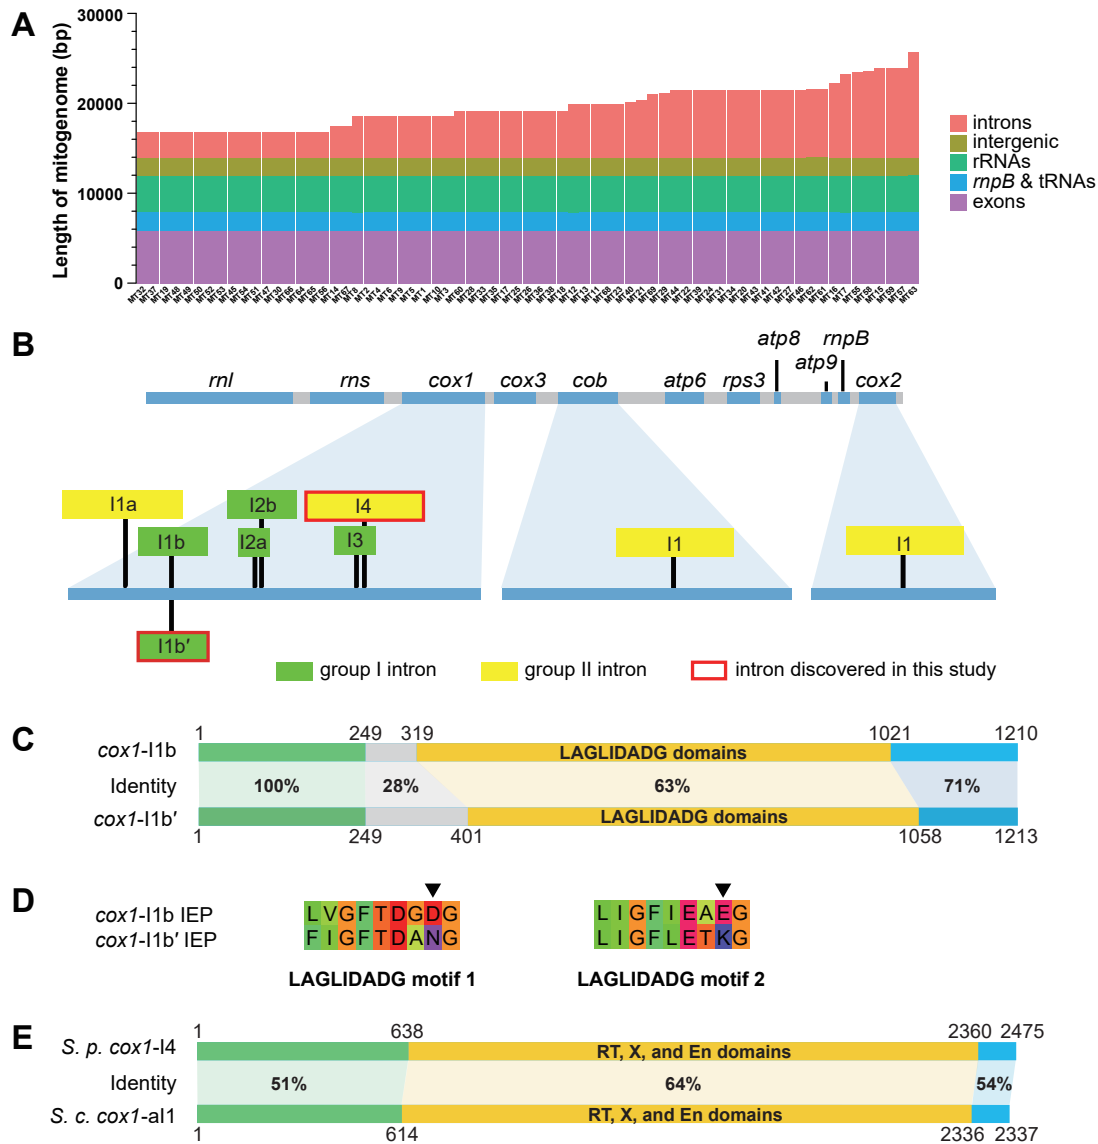 A
Length of mitogenome (bp)
30000
20000
10000
0
introns
intergenic
rRNAs
rnpB & tRNAs
exons
B
atp8 rnpB
atp9
rnl rns cox1 cox3 cob atp6 rps3 cox2
I1a I2b I4
I1b I2a I3 I1 I1
I1b′
group I intron group II intron intron discovered in this study
C
1 249 319 1021 1210
cox1-I1b LAGLIDADG domains
Identity 100% 28% 63% 71%
cox1-I1b′ LAGLIDADG domains
1 249 401 1058 1213
D
cox1-I1b IEP LVGFTDGDG LIGFIEAEG
cox1-I1b′ IEP FIGFTDANG LIGFLETKG
LAGLIDADG motif 1 LAGLIDADG motif 2
E
1 638 2360 2475
S. p. cox1-I4 RT, X, and En domains
Identity 51% 64% 54%
S. c. cox1-aI1 RT, X, and En domains
1 614 2336 2337